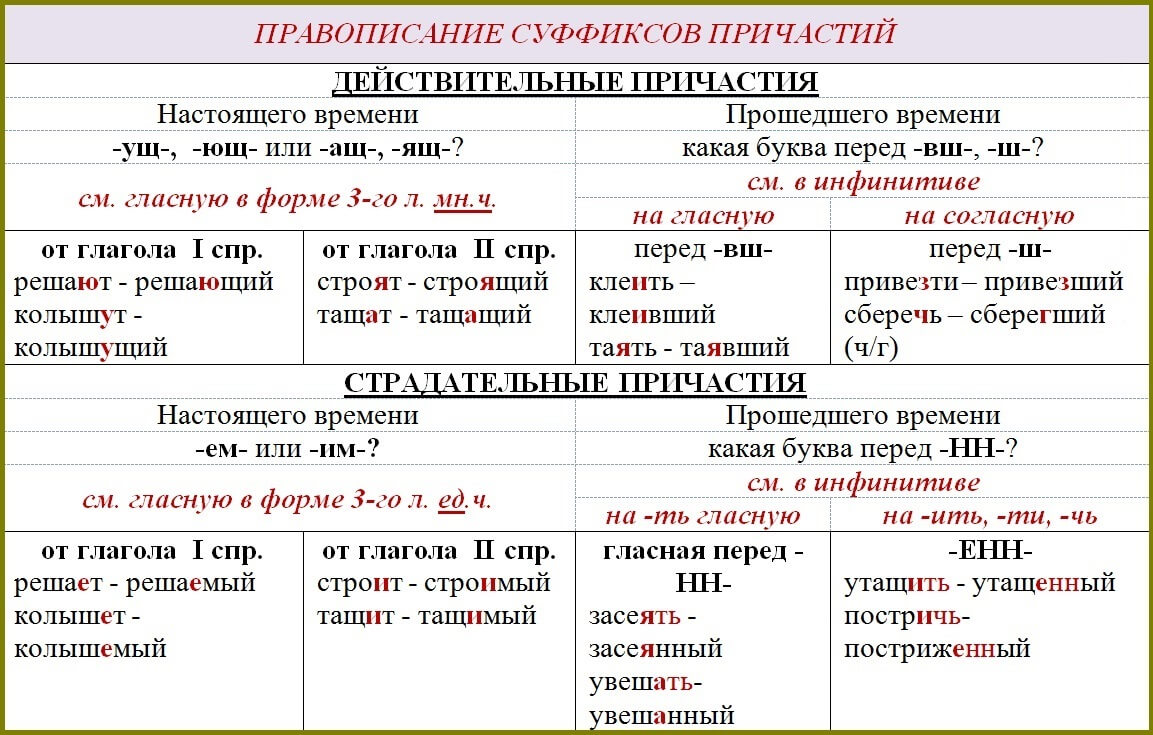 ПРАВОПИСАНИЕ СУФФИКСОВ ПРИЧАСТИЙ
ДЕЙСТВИТЕЛЬНЫЕ ПРИЧАСТИЯ
Настоящего времени
-ущ-, -ющ- или -ащ-, -ящ-?
см. гласную в форме 3-го л. мн.ч.
Прошедшего времени
какая буква перед -вш-, -ш-?
см. в инфинитиве
на гласную
на согласную
от глагола I спр.
решают - решающий
колышут -
колышущий
от глагола II спр.
строят - строящий
тащат - тащащий
перед -вш-
клеить –
клеивший
таять - таявший
перед -ш-
привезти – привезший
сберечь – сберегший
(ч/г)
СТРАДАТЕЛЬНЫЕ ПРИЧАСТИЯ
Настоящего времени
-ем- или -им-?
см. гласную в форме 3-го л. ед.ч.
Прошедшего времени
какая буква перед -НН-?
см. в инфинитиве
на -ть гласную
на -ить, -ти, -чь
от глагола I спр.
решает - решаемый
колышет -
колышемый
от глагола II спр.
строит - строимый
тащит - тащимый
гласная перед -
НН-
засеять -
засеянный
увешать-
увешанный
-ЕНН-
утащить - утащенный
постричь-
постриженный